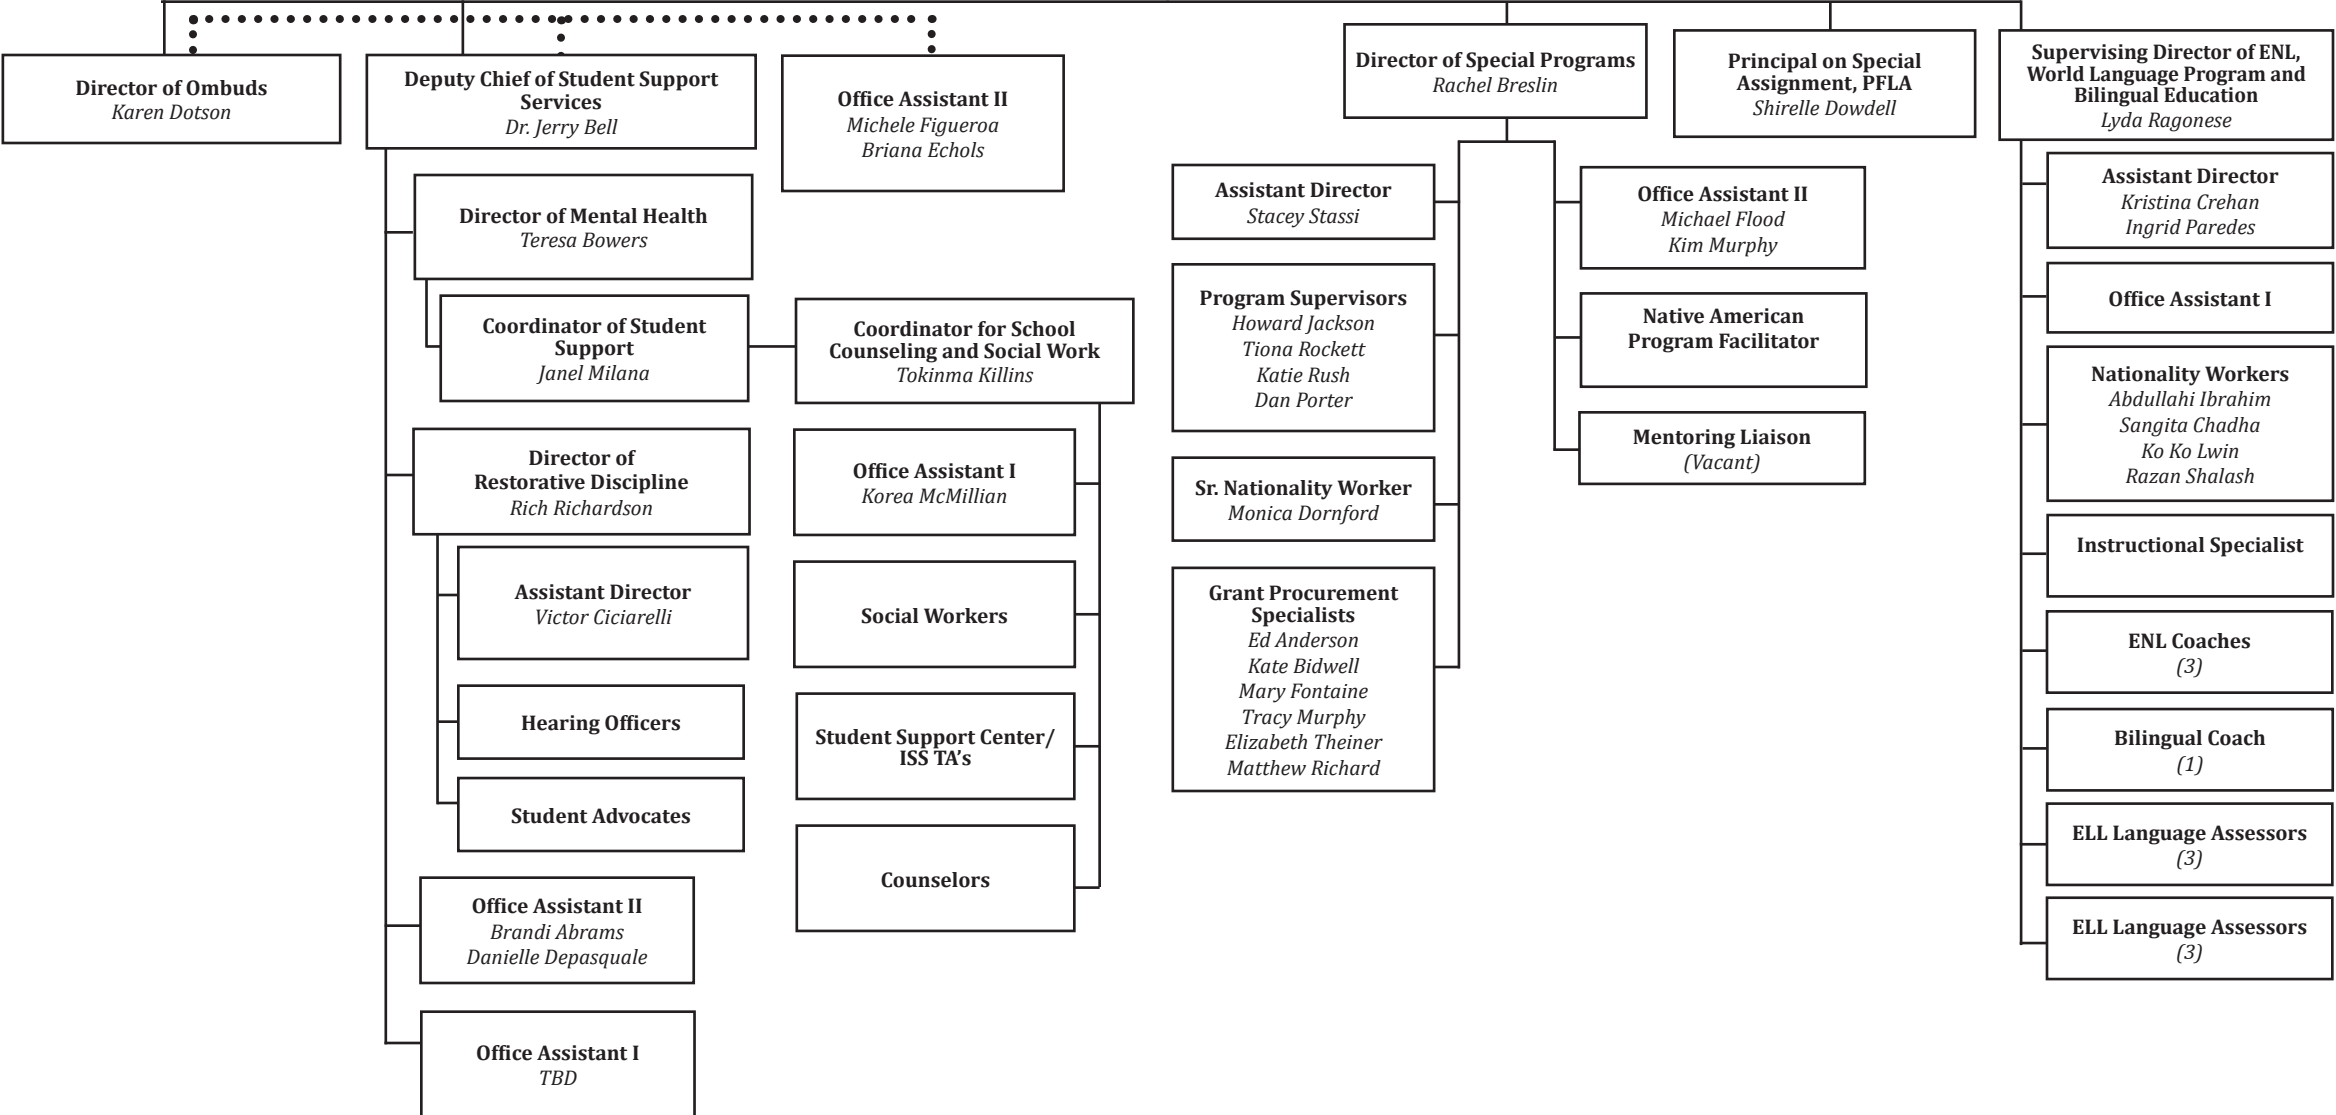 Director of Ombuds
Karen Dotson
Deputy Chief of Student Support
Services
Dr. Jerry Bell
Office Assistant II
Michele Figueroa
Briana Echols
Director of Mental Health
Teresa Bowers
Coordinator of Student
Support
Janel Milana
Coordinator for School
Counseling and Social Work
Tokinma Killins
Director of
Restorative Discipline
Rich Richardson
Assistant Director
Victor Ciciarelli
Hearing Officers
Student Advocates
Office Assistant II
Brandi Abrams
Danielle Depasquale
Office Assistant I
TBD
Office Assistant I
Korea McMillian
Social Workers
Student Support Center/
ISS TA’s
Counselors
Director of Special Programs
Rachel Breslin
Assistant Director
Stacey Stassi
Program Supervisors
Howard Jackson
Tiona Rockett
Katie Rush
Dan Porter
Sr. Nationality Worker
Monica Dornford
Grant Procurement
Specialists
Ed Anderson
Kate Bidwell
Mary Fontaine
Tracy Murphy
Elizabeth Theiner
Matthew Richard
Office Assistant II
Michael Flood
Kim Murphy
Native American
Program Facilitator
Mentoring Liaison
(Vacant)
Principal on Special
Assignment, PFLA
Shirelle Dowdell
Supervising Director of ENL,
World Language Program and
Bilingual Education
Lyda Ragonese
Assistant Director
Kristina Crehan
Ingrid Paredes
Office Assistant I
Nationality Workers
Abdullahi Ibrahim
Sangita Chadha
Ko Ko Lwin
Razan Shalash
Instructional Specialist
ENL Coaches
(3)
Bilingual Coach
(1)
ELL Language Assessors
(3)
ELL Language Assessors
(3)